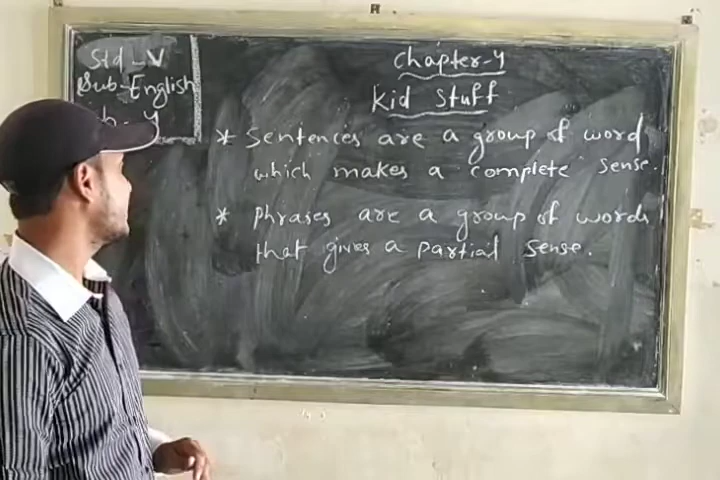 Std - V
Sub-English
h - 4
Chapter-4
Kid Stuff
* Sentences are a group of word
which makes a complete sense.
* Phrases are a group of words
that gives a partial sense.